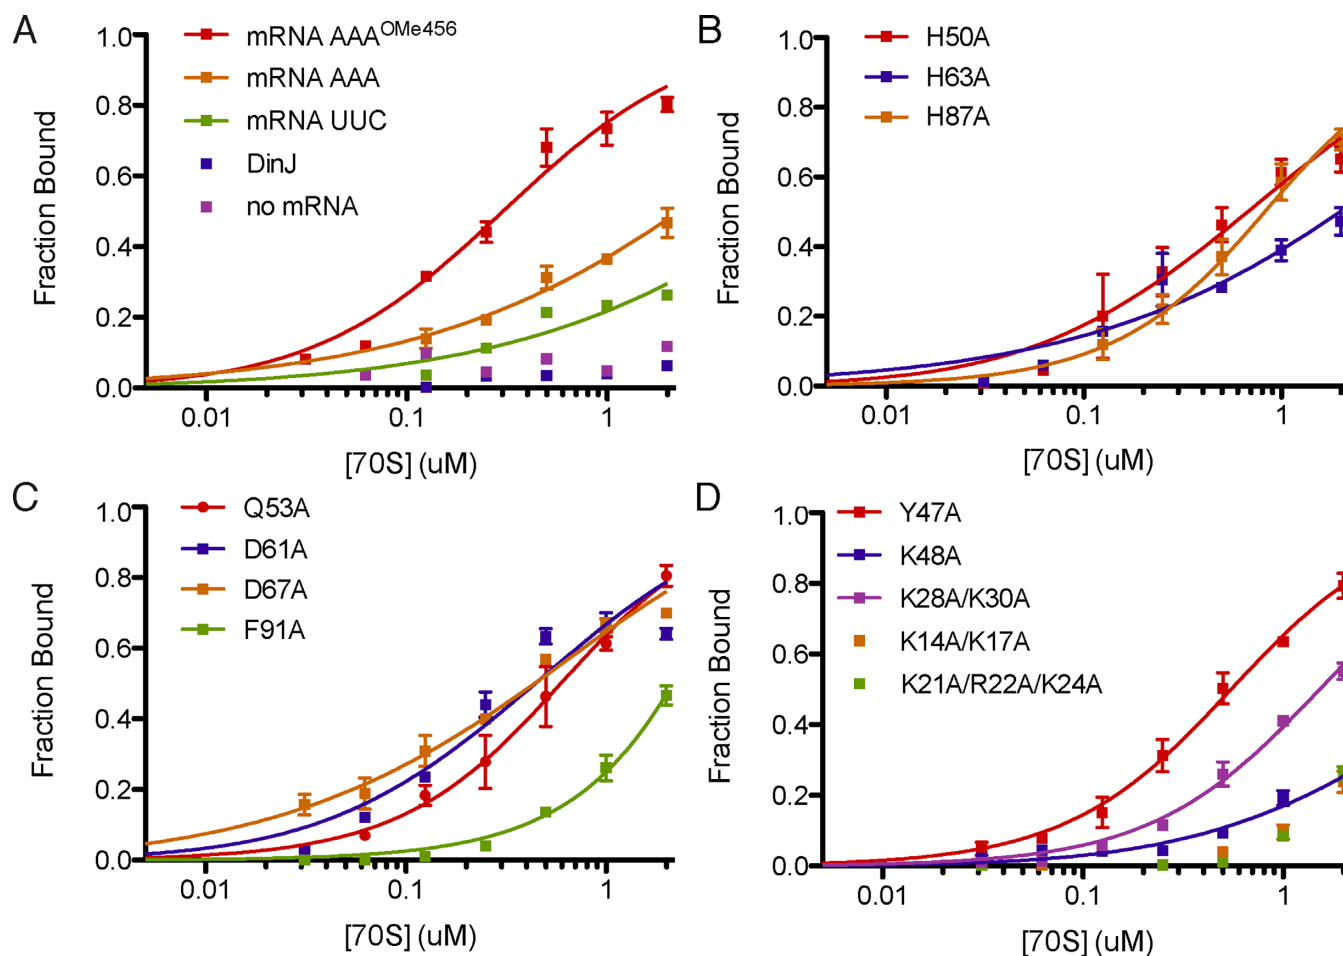 A
mRNA AAA^OMe456
mRNA AAA
mRNA UUC
DinJ
no mRNA
1.0
0.8
0.6
0.4
0.2
0.0
Fraction Bound
0.01
0.1
1
[70S] (uM)
B
H50A
H63A
H87A
1.0
0.8
0.6
0.4
0.2
0.0
Fraction Bound
0.01
0.1
1
[70S] (uM)
C
Q53A
D61A
D67A
F91A
1.0
0.8
0.6
0.4
0.2
0.0
Fraction Bound
0.01
0.1
1
[70S] (uM)
D
Y47A
K48A
K28A/K30A
K14A/K17A
K21A/R22A/K24A
1.0
0.8
0.6
0.4
0.2
0.0
Fraction Bound
0.01
0.1
1
[70S] (uM)